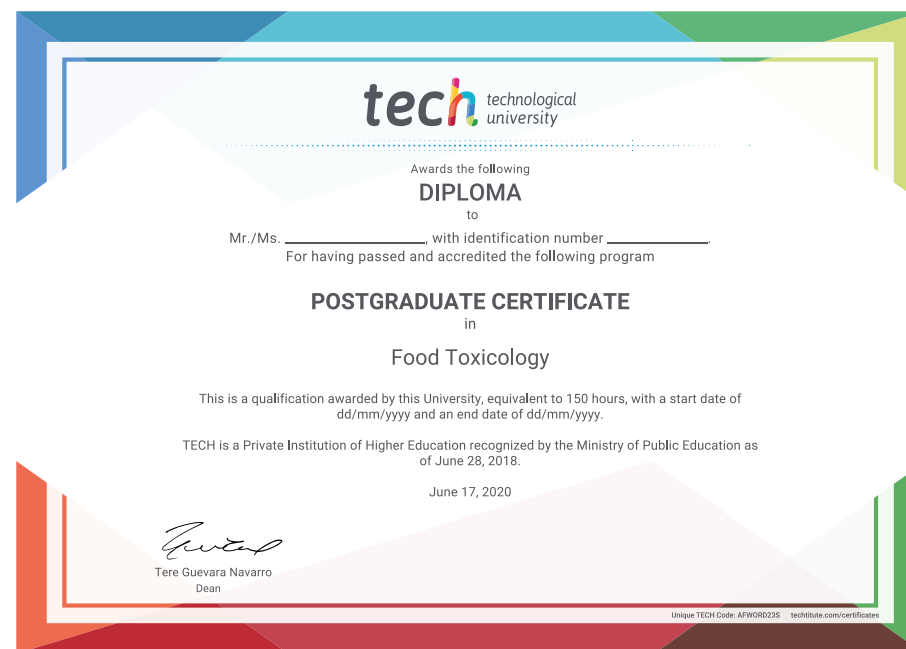 tech technological
university
Awards the following
DIPLOMA
to
Mr./Ms. ____________________, with identification number ______________.
For having passed and accredited the following program
POSTGRADUATE CERTIFICATE
in
Food Toxicology
This is a qualification awarded by this University, equivalent to 150 hours, with a start date of
dd/mm/yyyy and an end date of dd/mm/yyyy.
TECH is a Private Institution of Higher Education recognized by the Ministry of Public Education as
of June 28, 2018.
June 17, 2020
Tere Guevara Navarro
Dean
Unique TECH Code: AFWORD23S techtitute.com/certificates